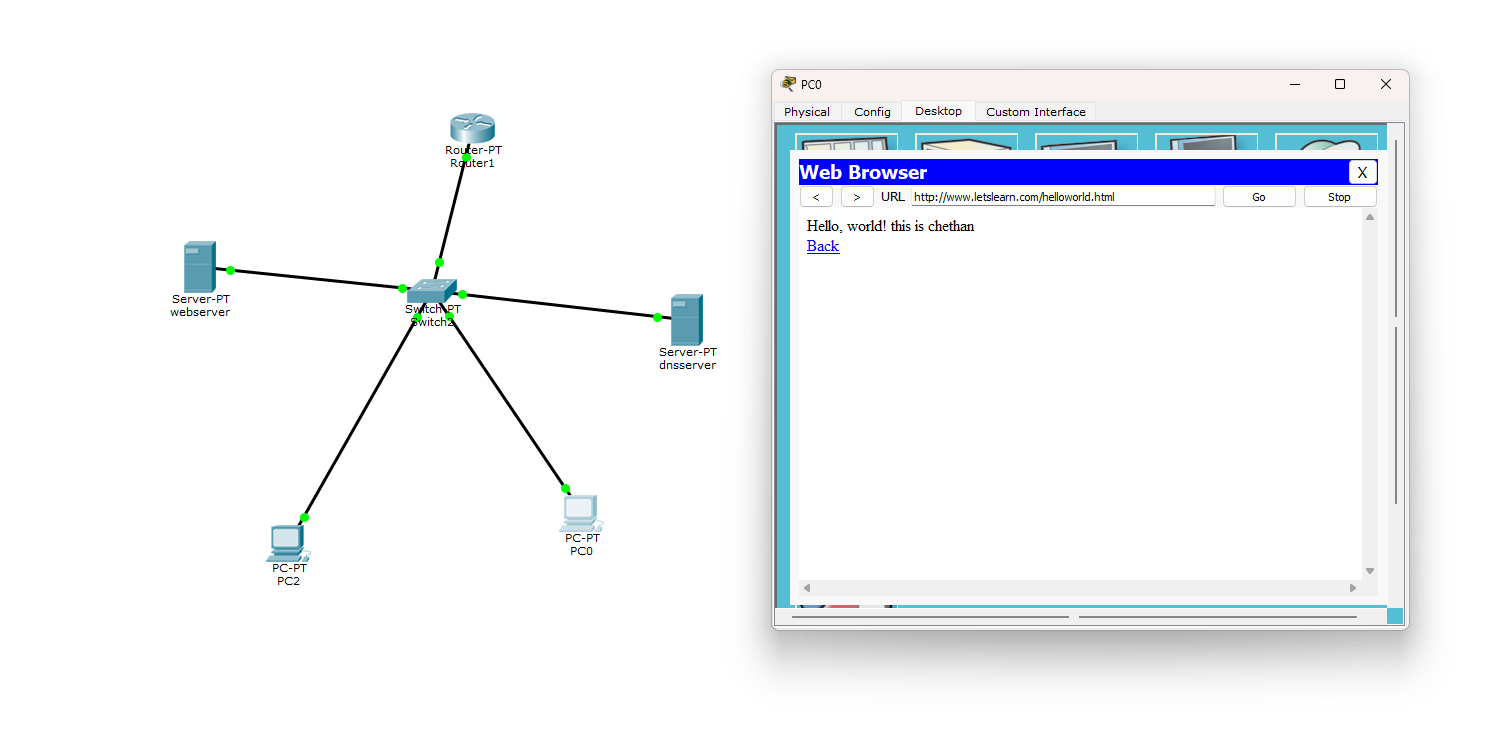 Router-PT
Router1
Server-PT
webserver
Switch-PT
Switch2
Server-PT
dnsserver
PC-PT
PC0
PC-PT
PC2
PC0
Physical Config Desktop Custom Interface
Web Browser X
< > URL http://www.letslearn.com/helloworld.html Go Stop
Hello, world! this is chethan
Back